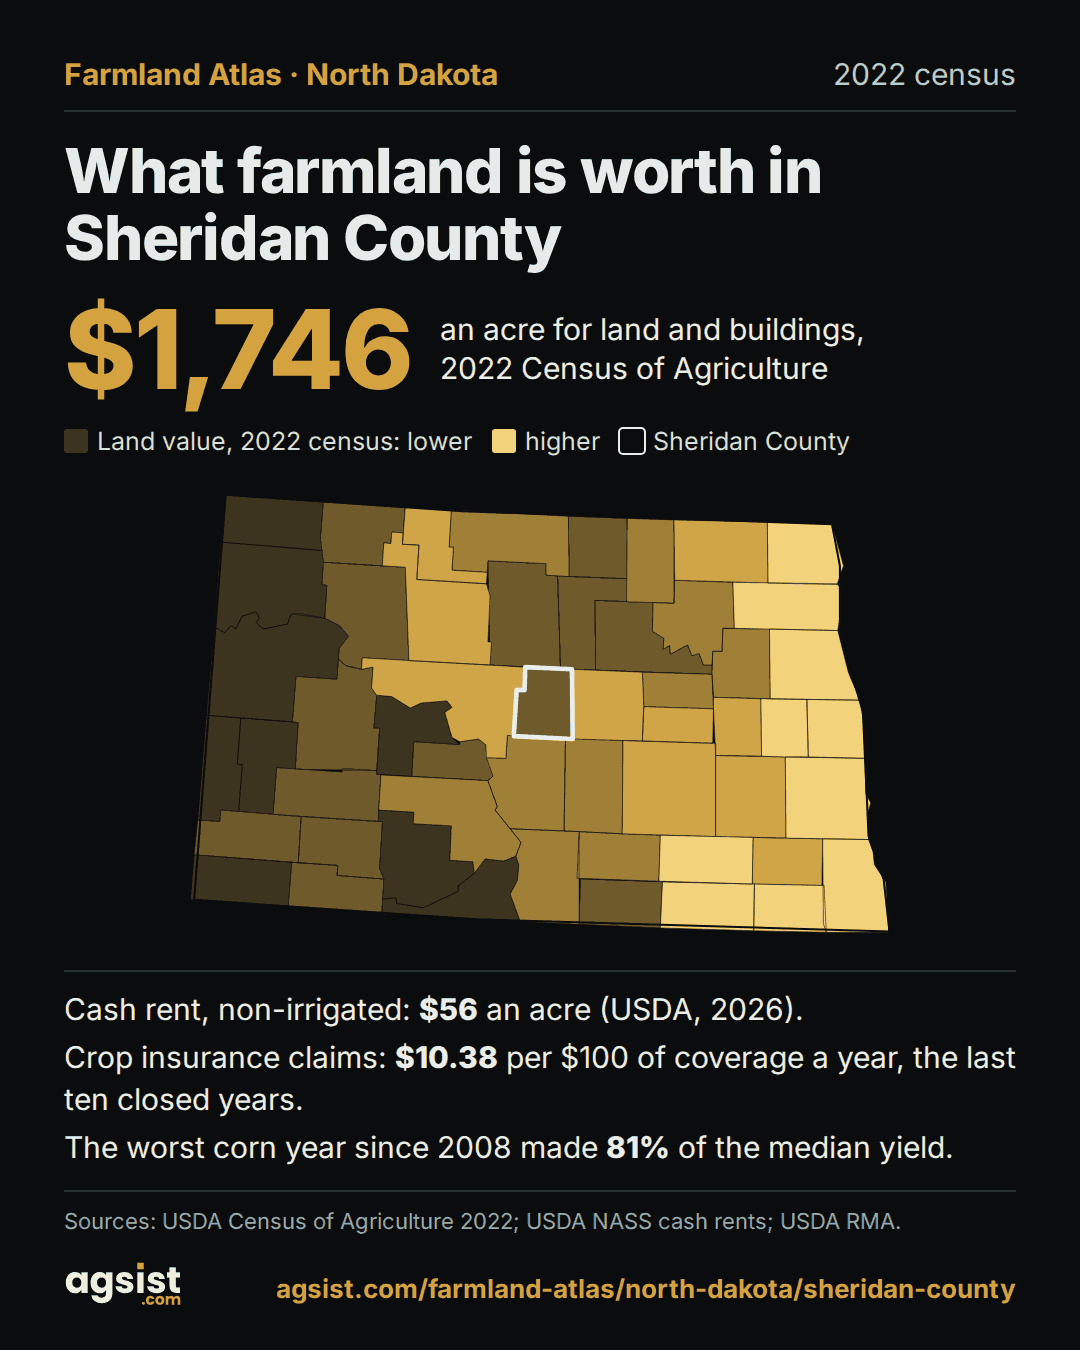 Farmland Atlas · North Dakota
2022 census
What farmland is worth in
Sheridan County
$1,746
an acre for land and buildings,
2022 Census of Agriculture
Land value, 2022 census: lower
higher
Sheridan County
Cash rent, non-irrigated: $56 an acre (USDA, 2026).
Crop insurance claims: $10.38 per $100 of coverage a year, the last
ten closed years.
The worst corn year since 2008 made 81% of the median yield.
Sources: USDA Census of Agriculture 2022; USDA NASS cash rents; USDA RMA.
agsist
.com
agsist.com/farmland-atlas/north-dakota/sheridan-county